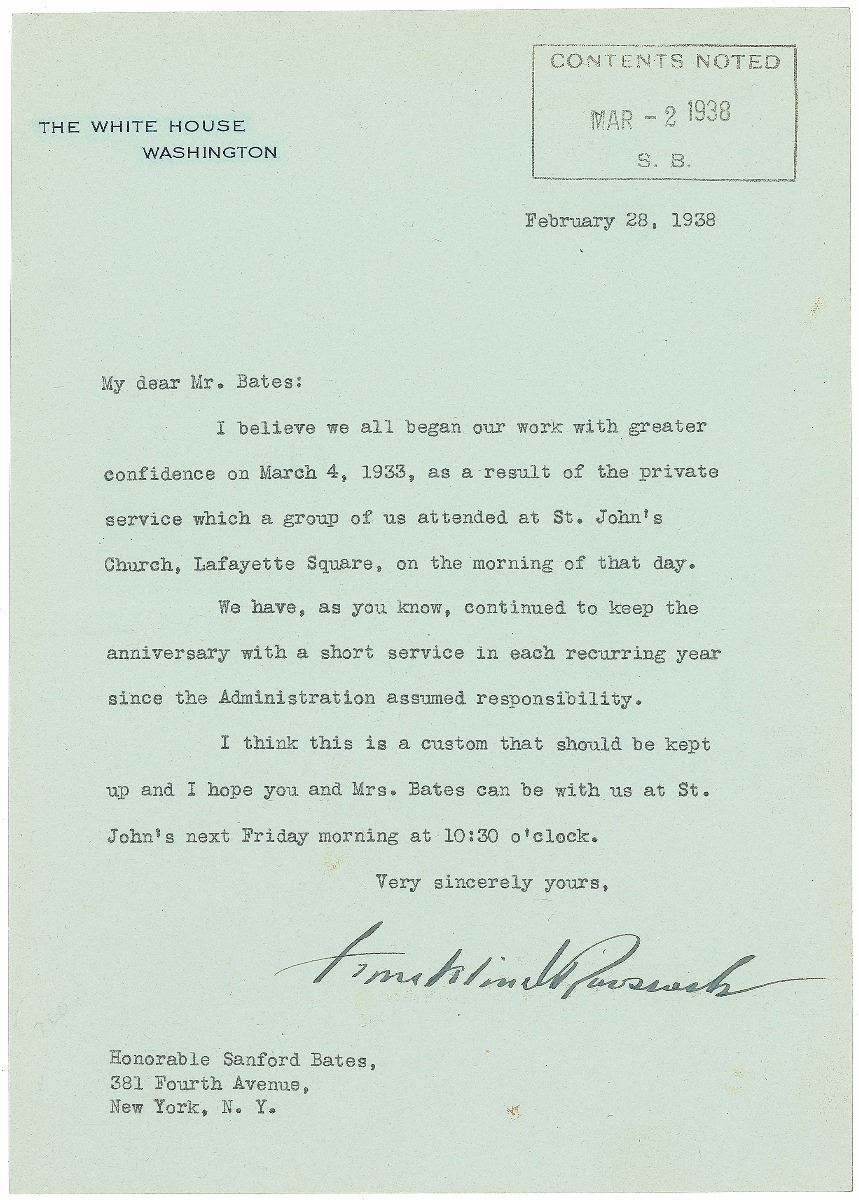 CONTENTS NOTED
MAR - 2 1938
S. B.
THE WHITE HOUSE
WASHINGTON
February 28, 1938
My dear Mr. Bates:
I believe we all began our work with greater
confidence on March 4, 1933, as a result of the private
service which a group of us attended at St. John's
Church, Lafayette Square, on the morning of that day.
We have, as you know, continued to keep the
anniversary with a short service in each recurring year
since the Administration assumed responsibility.
I think this is a custom that should be kept
up and I hope you and Mrs. Bates can be with us at St.
John's next Friday morning at 10:30 o'clock.
Very sincerely yours,
Franklin D Roosevelt
Honorable Sanford Bates,
381 Fourth Avenue,
New York, N. Y.